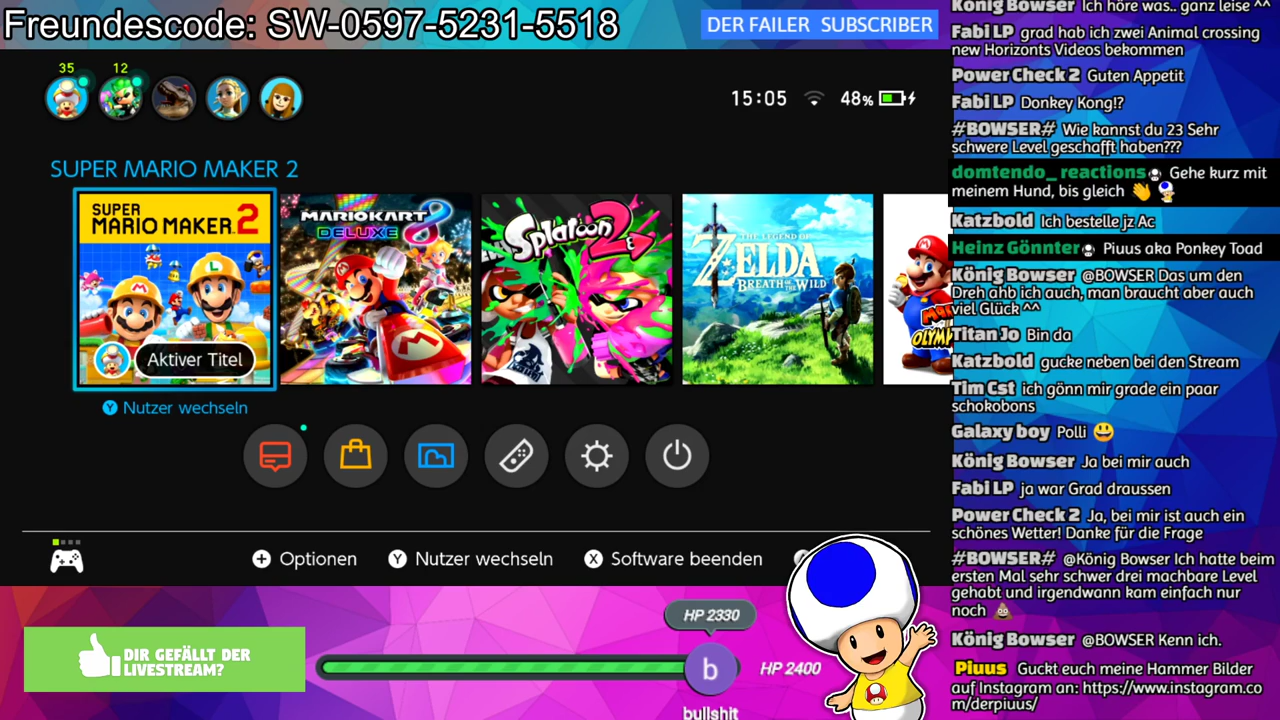 Freundescode: SW-0597-5231-5518
DER FAILER SUBSCRIBER
35
12
15:05
48%
SUPER MARIO MAKER 2
SUPER
MARIO MAKER 2
Aktiver Titel
MARIOKART 8
DELUXE
Splatoon 2
THE LEGEND OF
ZELDA
BREATH OF THE WILD
Y Nutzer wechseln
+ Optionen
Y Nutzer wechseln
X Software beenden
DIR GEFÄLLT DER
LIVESTREAM?
HP 2330
b
HP 2400
bullshit
König Bowser Ich höre was.. ganz leise ^^
Fabi LP grad hab ich zwei Animal crossing
new Horizonts Videos bekommen
Power Check 2 Guten Appetit
Fabi LP Donkey Kong!?
#BOWSER# Wie kannst du 23 Sehr
schwere Level geschafft haben???
domtendo_reactions Gehe kurz mit
meinem Hund, bis gleich 👋
Katzbold Ich bestelle jz Ac
Heinz Gönnter Piuus aka Ponkey Toad
König Bowser @BOWSER Das um den
Dreh ahb ich auch, man braucht aber auch
viel Glück ^^
Titan Jo Bin da
Katzbold gucke neben bei den Stream
Tim Cst ich gönn mir grade ein paar
schokobons
Galaxy boy Polli 😃
König Bowser Ja bei mir auch
Fabi LP ja war Grad draussen
Power Check 2 Ja, bei mir ist auch ein
schönes Wetter! Danke für die Frage
#BOWSER# @König Bowser Ich hatte beim
ersten Mal sehr schwer drei machbare Level
gehabt und irgendwann kam einfach nur
noch 💩
König Bowser @BOWSER Kenn ich.
Piuus Guckt euch meine Hammer Bilder
auf Instagram an: https://www.instagram.co
m/derpiuus/